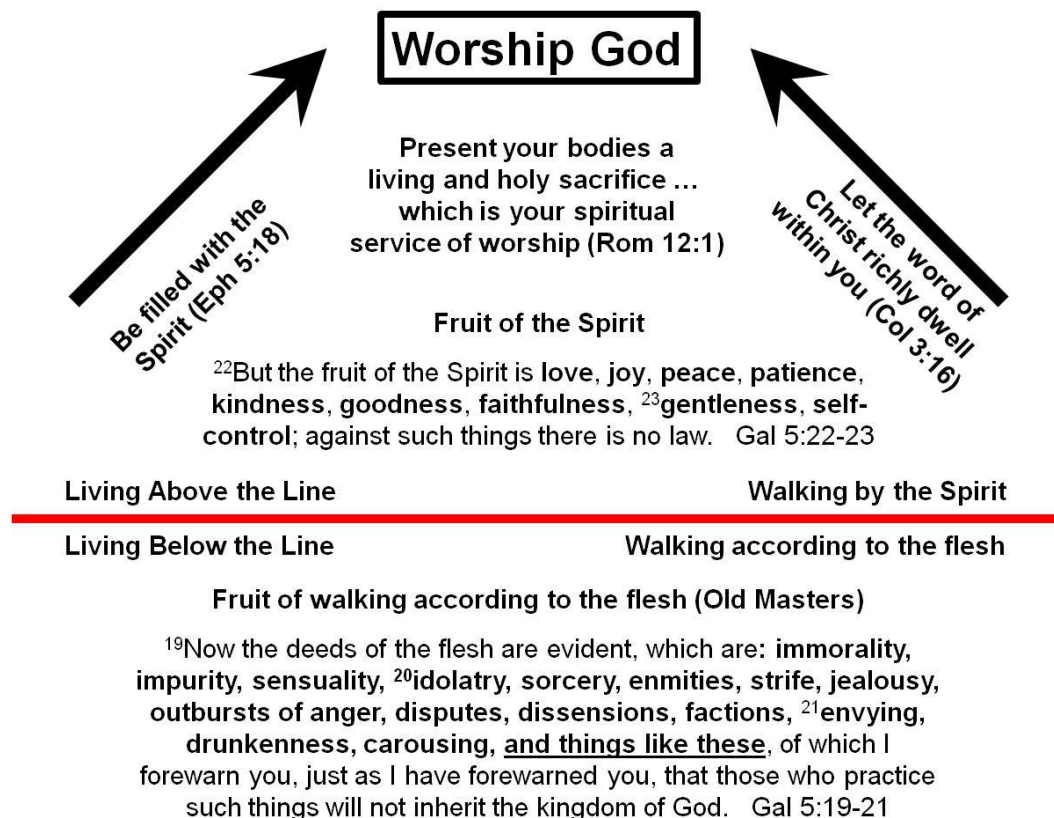 Worship God
Present your bodies a
living and holy sacrifice ...
which is your spiritual
service of worship (Rom 12:1)
Be filled with the
Spirit (Eph 5:18)
Let the word of
Christ richly dwell
within you (Col 3:16)
Fruit of the Spirit
22But the fruit of the Spirit is love, joy, peace, patience,
kindness, goodness, faithfulness, 23gentleness, self-
control; against such things there is no law. Gal 5:22-23
Living Above the Line
Walking by the Spirit
Living Below the Line
Walking according to the flesh
Fruit of walking according to the flesh (Old Masters)
19Now the deeds of the flesh are evident, which are: immorality,
impurity, sensuality, 20idolatry, sorcery, enmities, strife, jealousy,
outbursts of anger, disputes, dissensions, factions, 21envying,
drunkenness, carousing, and things like these, of which I
forewarn you, just as I have forewarned you, that those who practice
such things will not inherit the kingdom of God. Gal 5:19-21